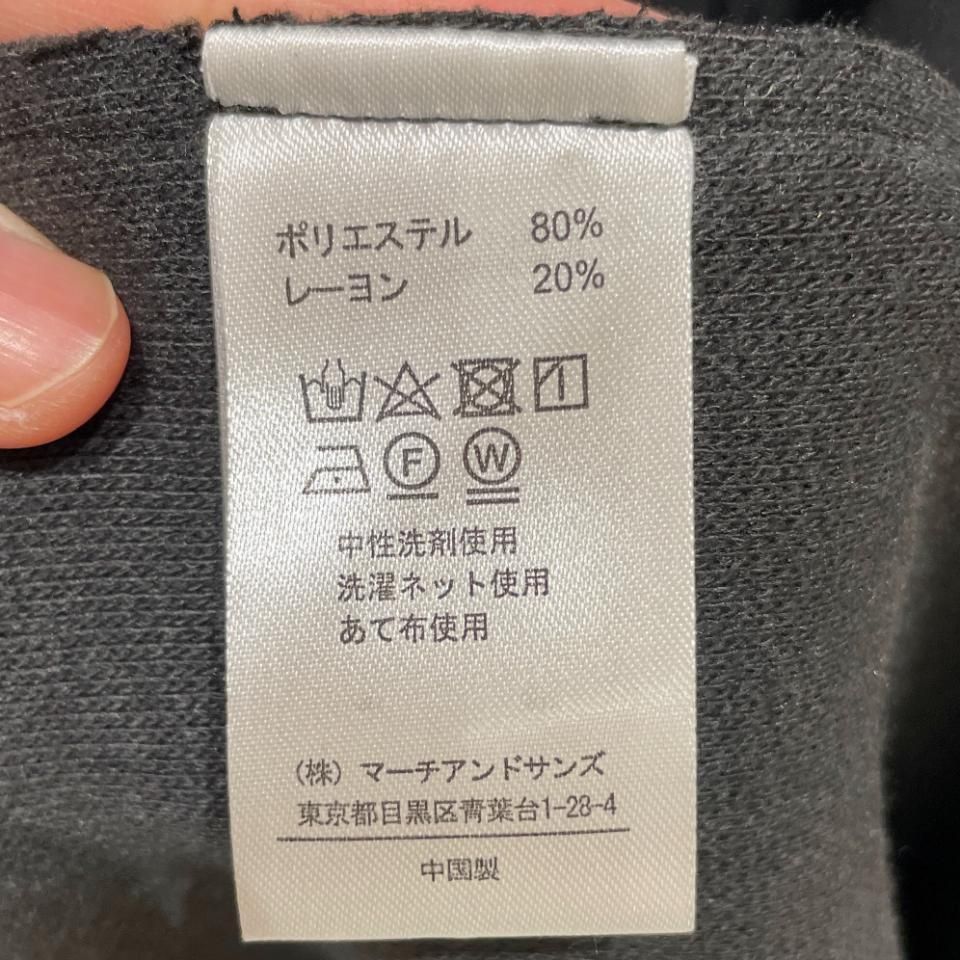 ポリエステル 80%
レーヨン 20%
F W
中性洗剤使用
洗濯ネット使用
あて布使用
(株) マーチアンドサンズ
東京都目黒区青葉台1-28-4
中国製